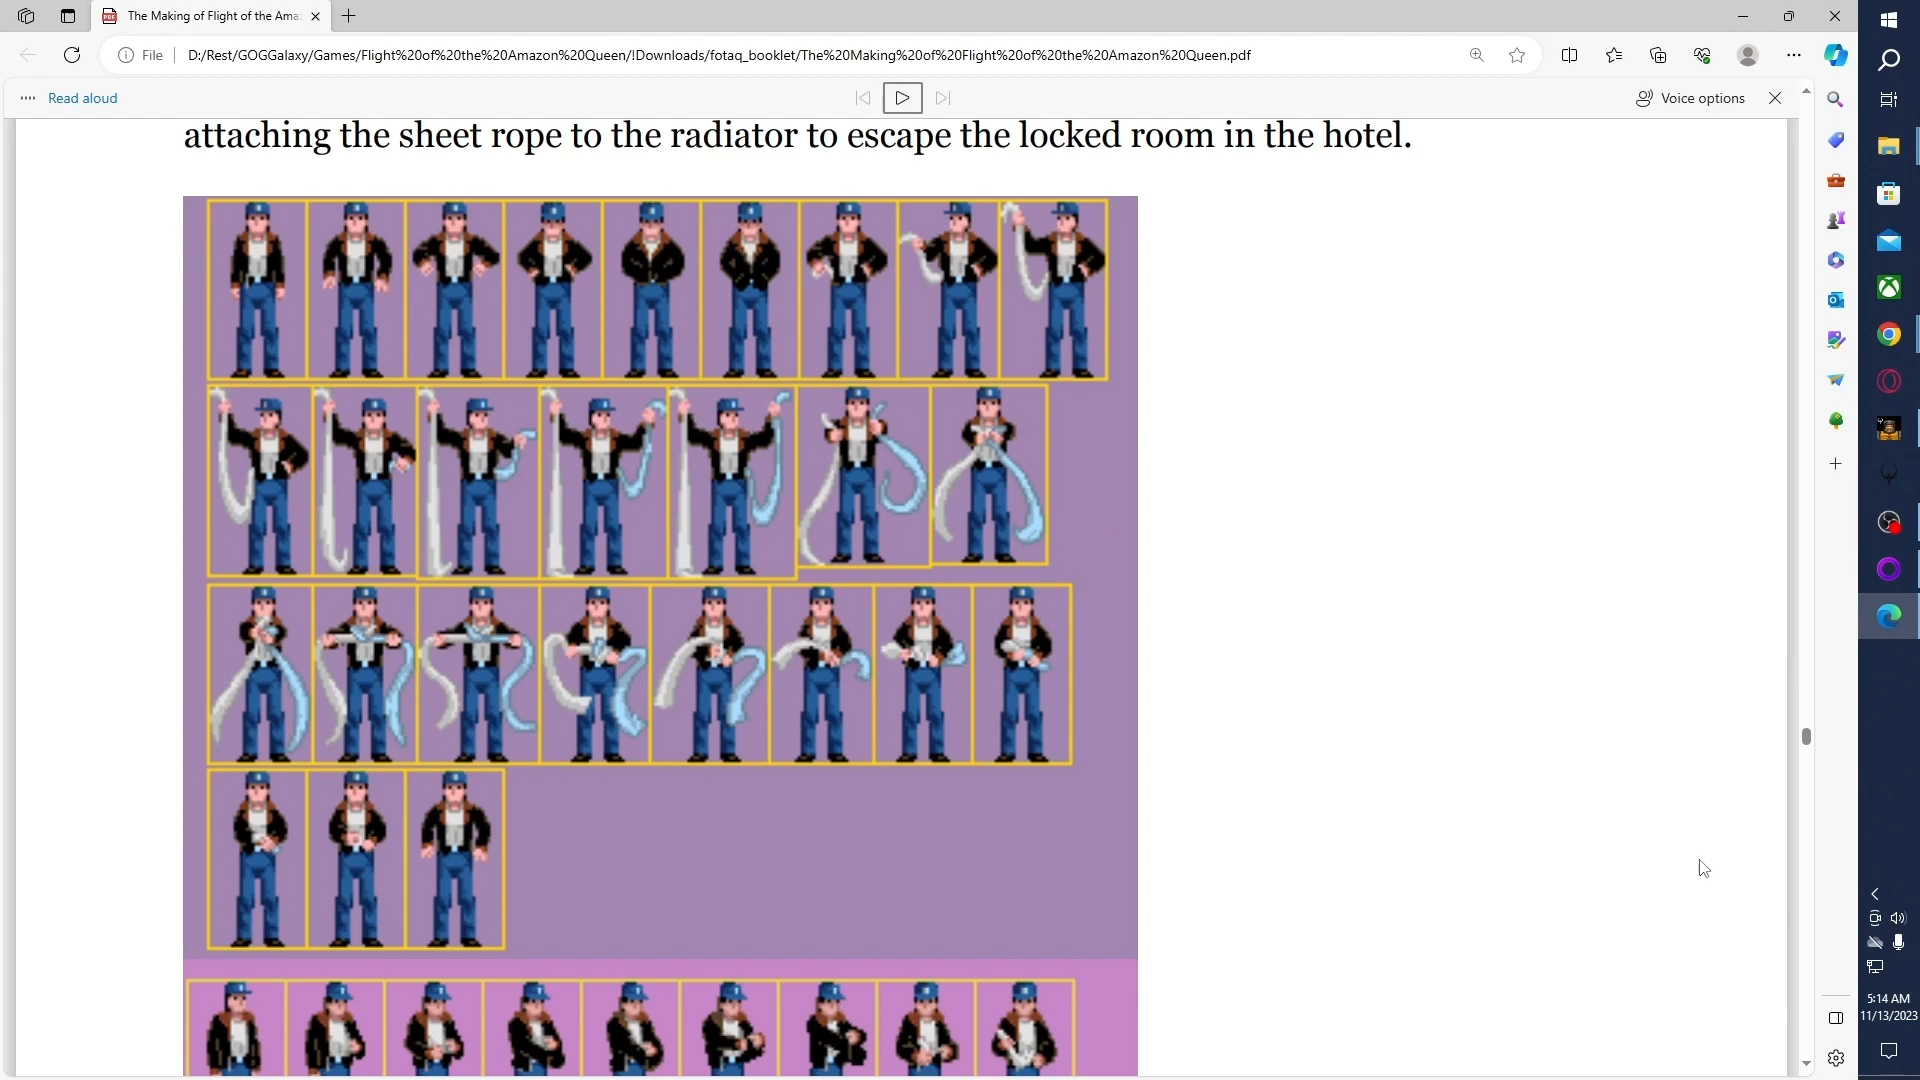 The Making of Flight of the Ama
File
D:/Rest/GOGGalaxy/Games/Flight%20of%20the%20Amazon%20Queen/!Downloads/fotaq_booklet/The%20Making%20of%20Flight%20of%20the%20Amazon%20Queen.pdf
Read aloud
Voice options
attaching the sheet rope to the radiator to escape the locked room in the hotel.
5:14 AM
11/13/2023